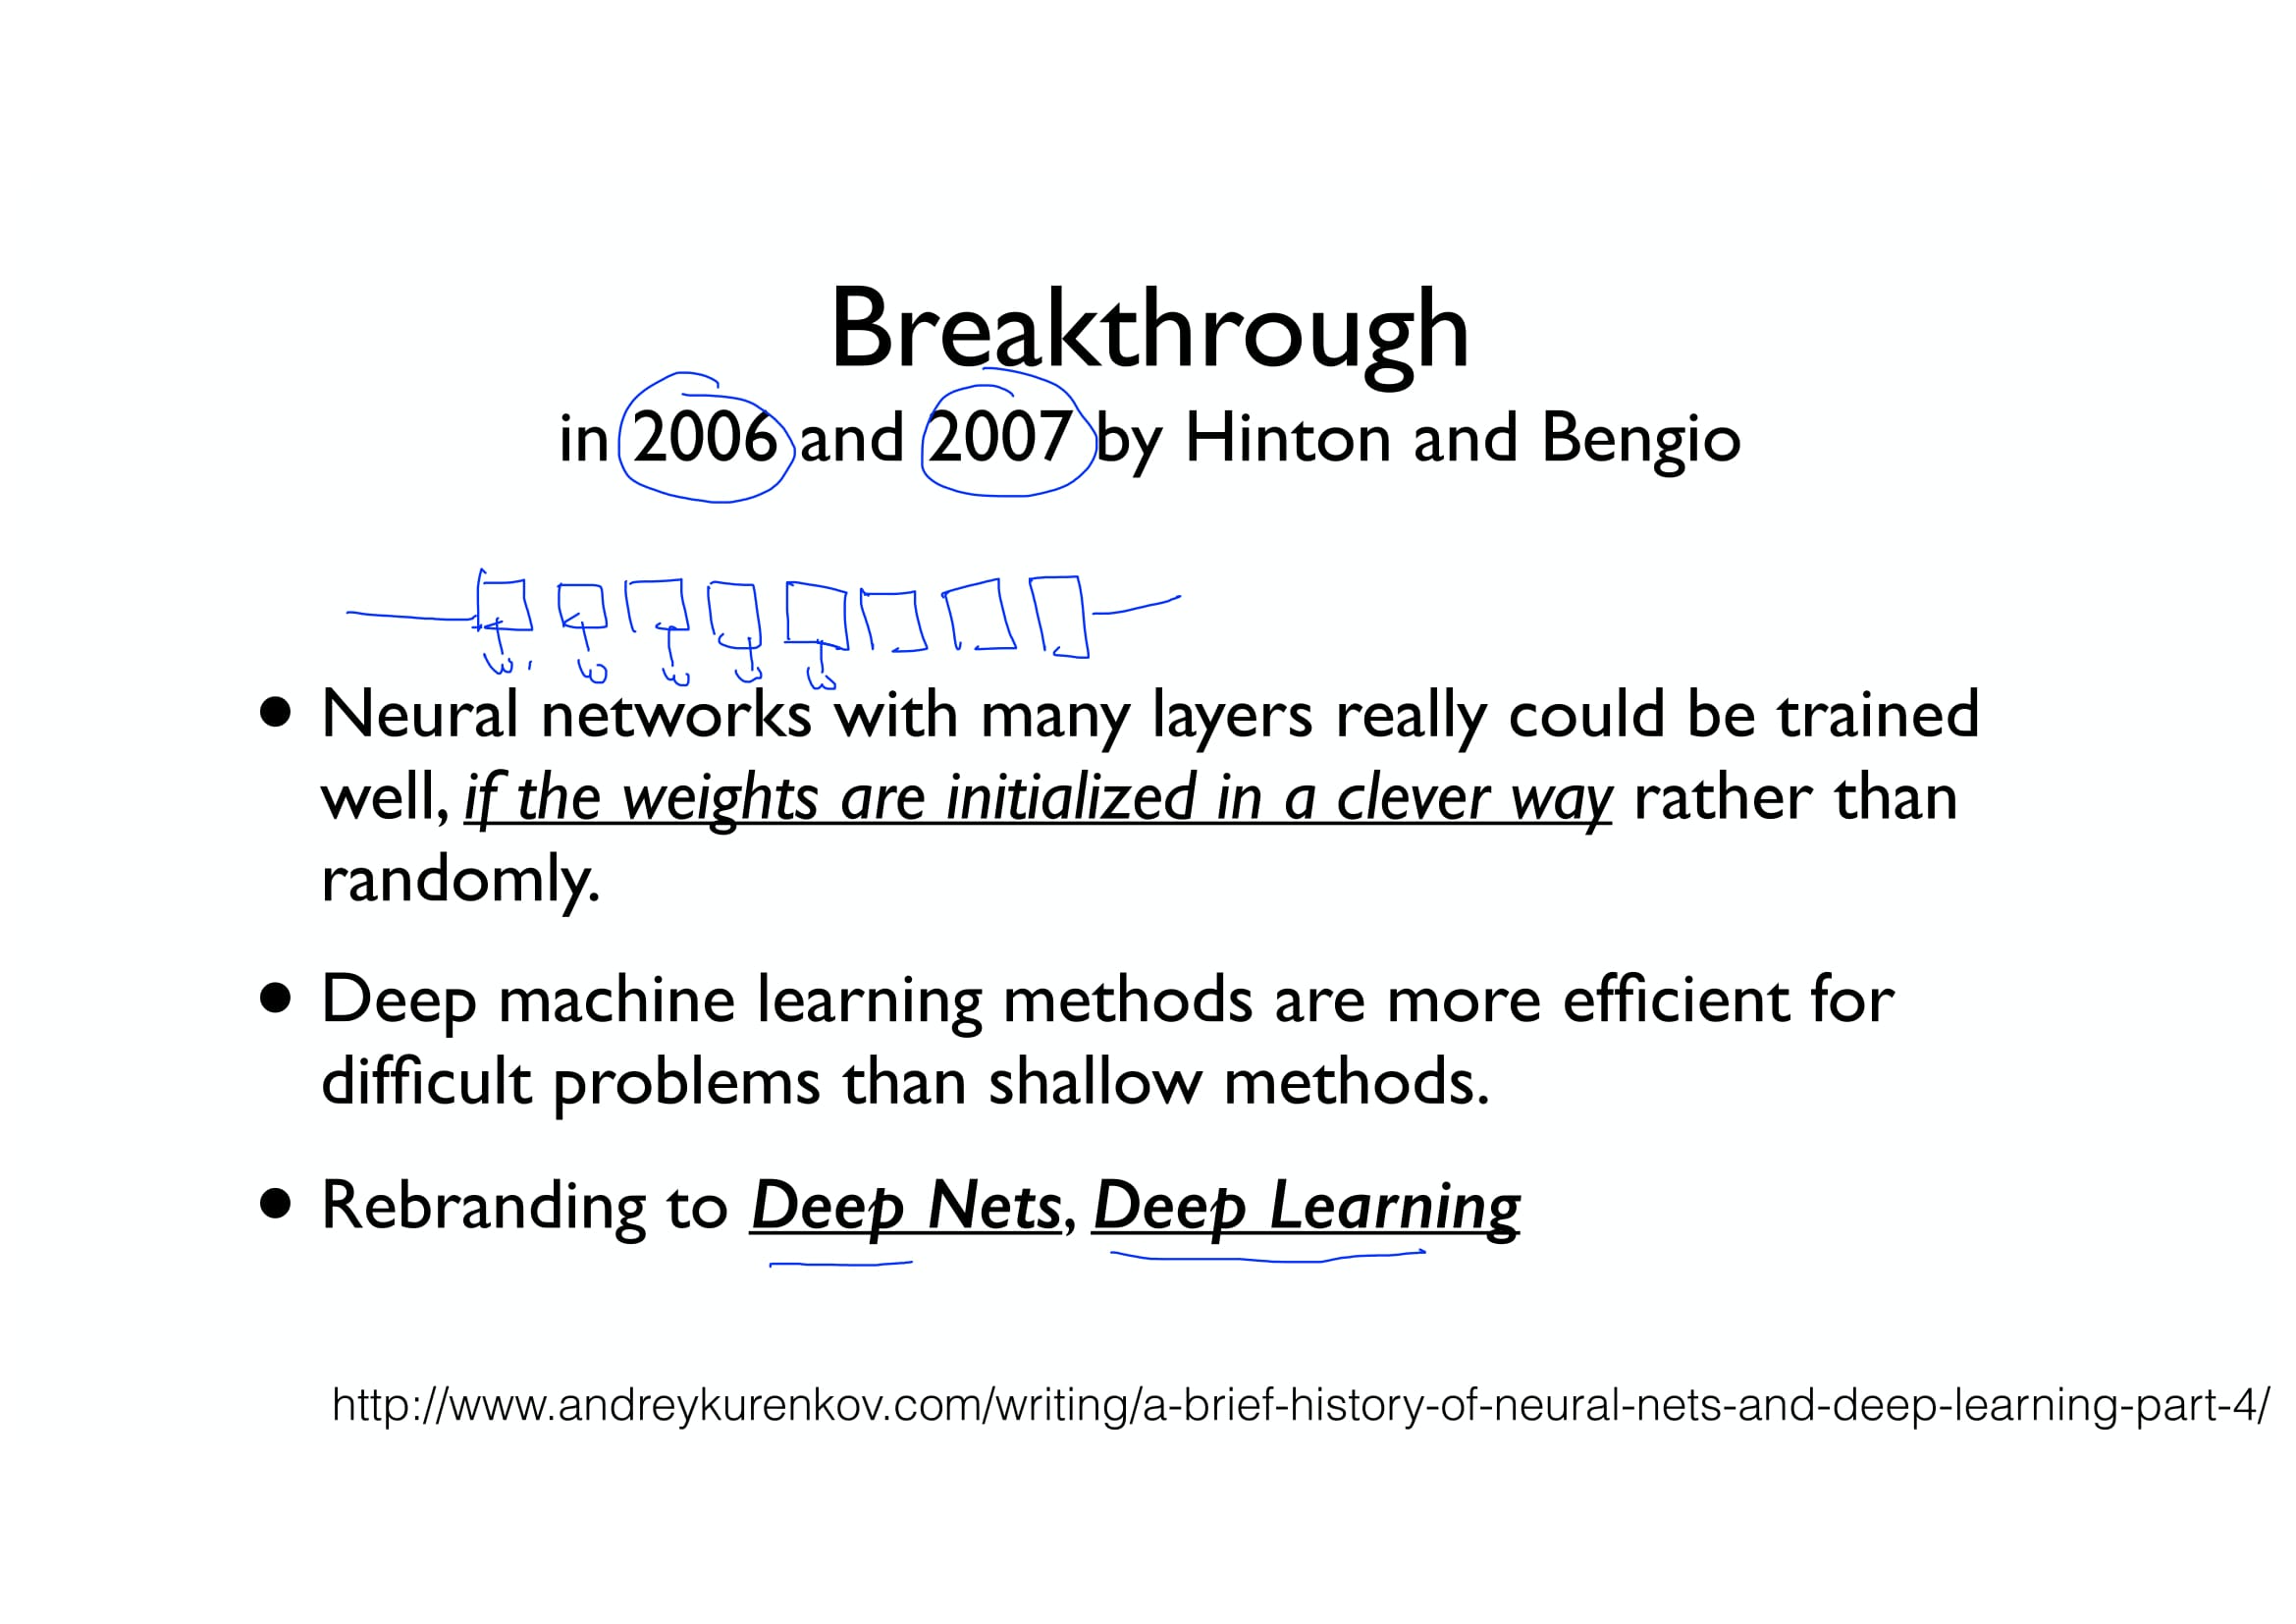 Breakthrough
in 2006 and 2007 by Hinton and Bengio
• Neural networks with many layers really could be trained
well, if the weights are initialized in a clever way rather than
randomly.
• Deep machine learning methods are more efficient for
difficult problems than shallow methods.
• Rebranding to Deep Nets, Deep Learning
http://www.andreykurenkov.com/writing/a-brief-history-of-neural-nets-and-deep-learning-part-4/